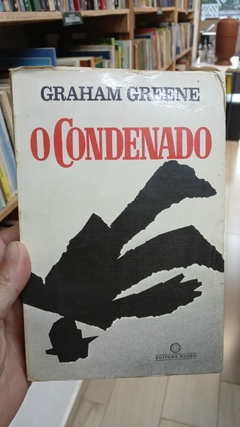 GRAHAM GREENE
O CONDENADO
EDITORA GLOBO